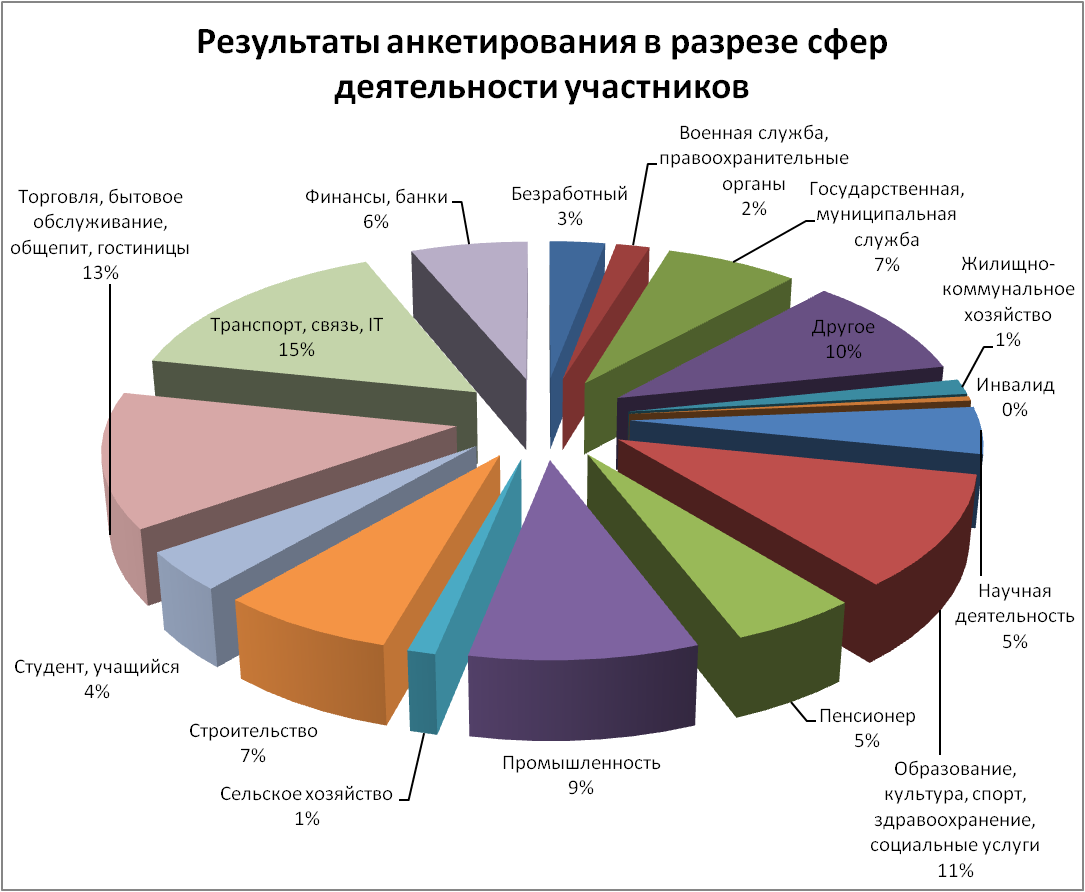 Результаты анкетирования в разрезе сфер
деятельности участников
Безработный
3%
Военная служба,
правоохранительные
органы
2%
Государственная,
муниципальная
служба
7%
Другое
10%
Жилищно-
коммунальное
хозяйство
1%
Инвалид
0%
Научная
деятельность
5%
Образование,
культура, спорт,
здравоохранение,
социальные услуги
11%
Пенсионер
5%
Промышленность
9%
Сельское хозяйство
1%
Строительство
7%
Студент, учащийся
4%
Торговля, бытовое
обслуживание,
общепит, гостиницы
13%
Транспорт, связь, IT
15%
Финансы, банки
6%